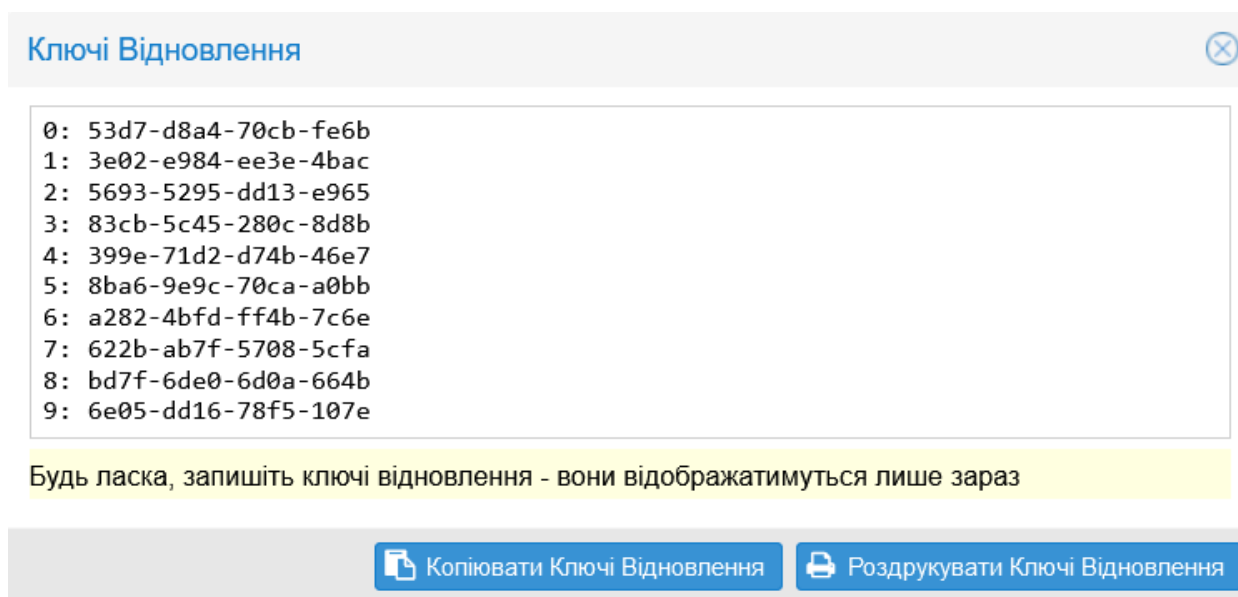 Ключі Відновлення
0: 53d7-d8a4-70cb-fe6b
1: 3e02-e984-ee3e-4bac
2: 5693-5295-dd13-e965
3: 83cb-5c45-280c-8d8b
4: 399e-71d2-d74b-46e7
5: 8ba6-9e9c-70ca-a0bb
6: a282-4bfd-ff4b-7c6e
7: 622b-ab7f-5708-5cfa
8: bd7f-6de0-6d0a-664b
9: 6e05-dd16-78f5-107e
Будь ласка, запишіть ключі відновлення - вони відображатимуться лише зараз
Копіювати Ключі Відновлення Роздрукувати Ключі Відновлення